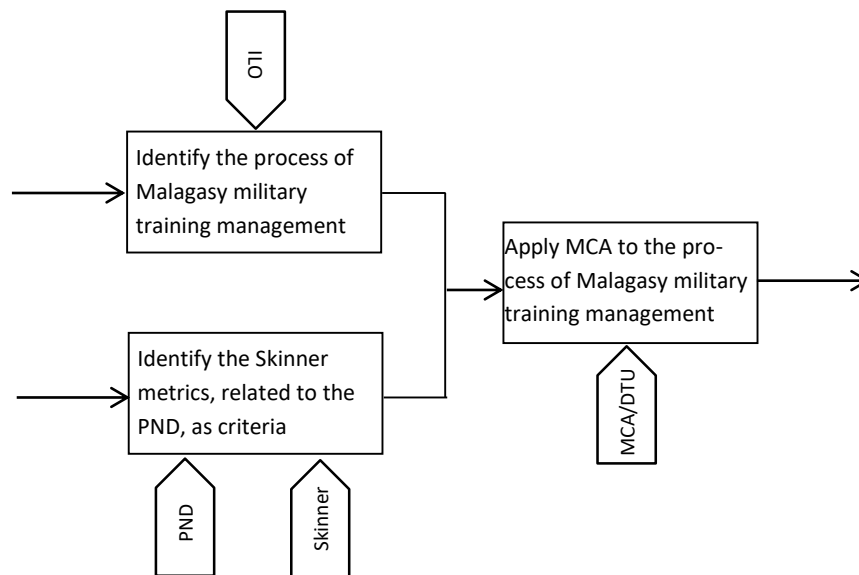 ILO
Identify the process of
Malagasy military
training management
Apply MCA to the pro-
cess of Malagasy military
training management
Identify the Skinner
metrics, related to the
PND, as criteria
MCA/DTU
PND
Skinner